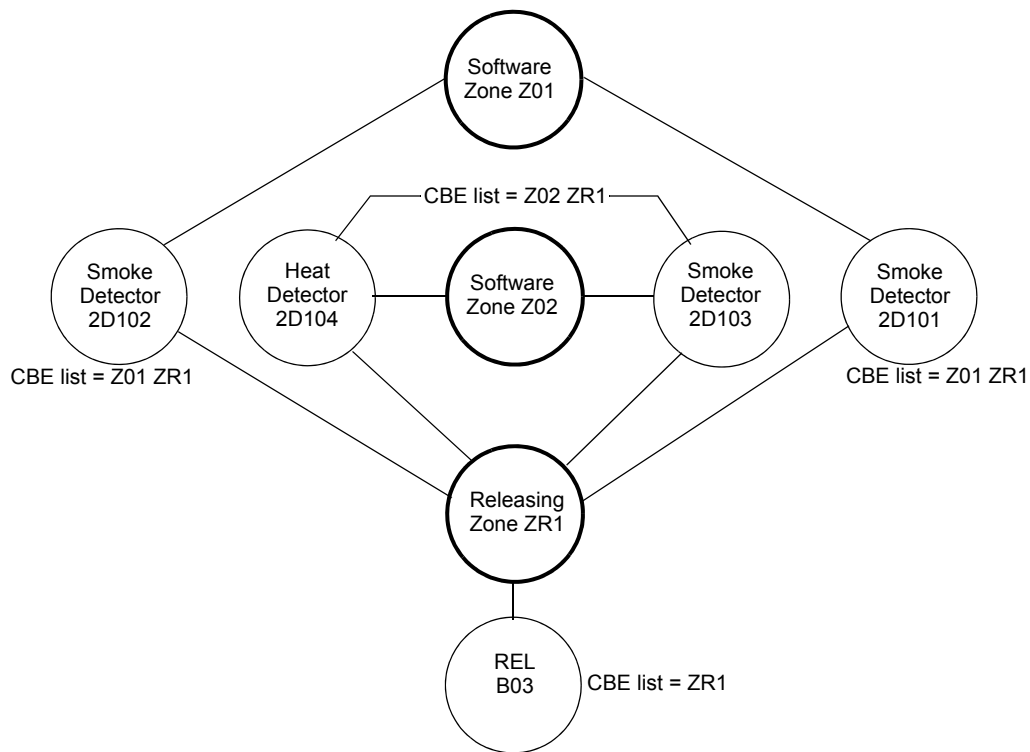 Software
Zone Z01
CBE list = Z02 ZR1
Smoke
Detector
2D102
Heat
Detector
2D104
Software
Zone Z02
Smoke
Detector
2D103
Smoke
Detector
2D101
CBE list = Z01 ZR1
CBE list = Z01 ZR1
Releasing
Zone ZR1
REL
B03
CBE list = ZR1